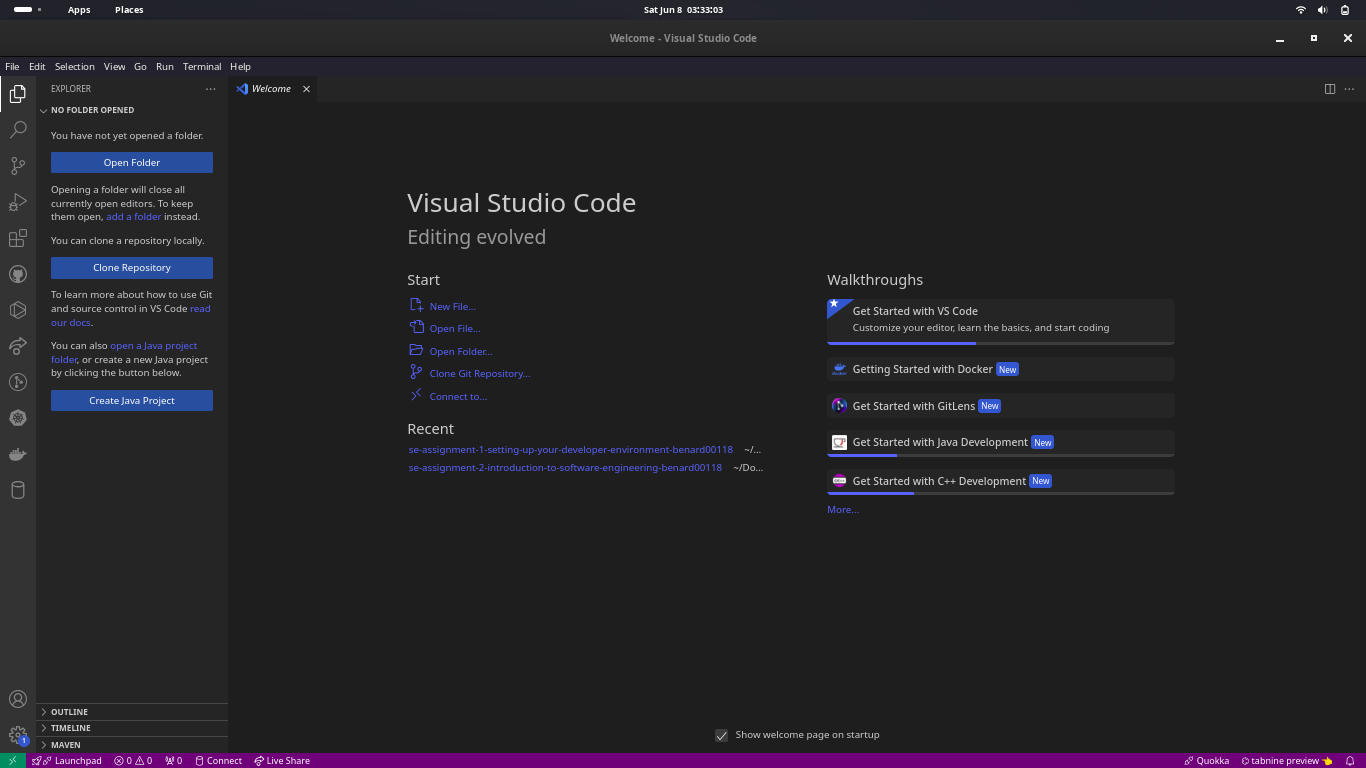 Apps Places Sat Jun 8 03:33:03
Welcome - Visual Studio Code
File Edit Selection View Go Run Terminal Help
EXPLORER
NO FOLDER OPENED
You have not yet opened a folder.
Open Folder
Opening a folder will close all
currently open editors. To keep
them open, add a folder instead.
You can clone a repository locally.
Clone Repository
To learn more about how to use Git
and source control in VS Code read
our docs.
You can also open a Java project
folder, or create a new Java project
by clicking the button below.
Create Java Project
OUTLINE
TIMELINE
MAVEN
1
Welcome
Visual Studio Code
Editing evolved
Start
New File...
Open File...
Open Folder...
Clone Git Repository...
Connect to...
Recent
se-assignment-1-setting-up-your-developer-environment-benard00118 ~/...
se-assignment-2-introduction-to-software-engineering-benard00118 ~/Do...
Walkthroughs
Get Started with VS Code
Customize your editor, learn the basics, and start coding
Getting Started with Docker New
Get Started with GitLens New
Get Started with Java Development New
Get Started with C++ Development New
More...
Show welcome page on startup
Launchpad 0 0 0 Connect Live Share Quokka tabnine preview